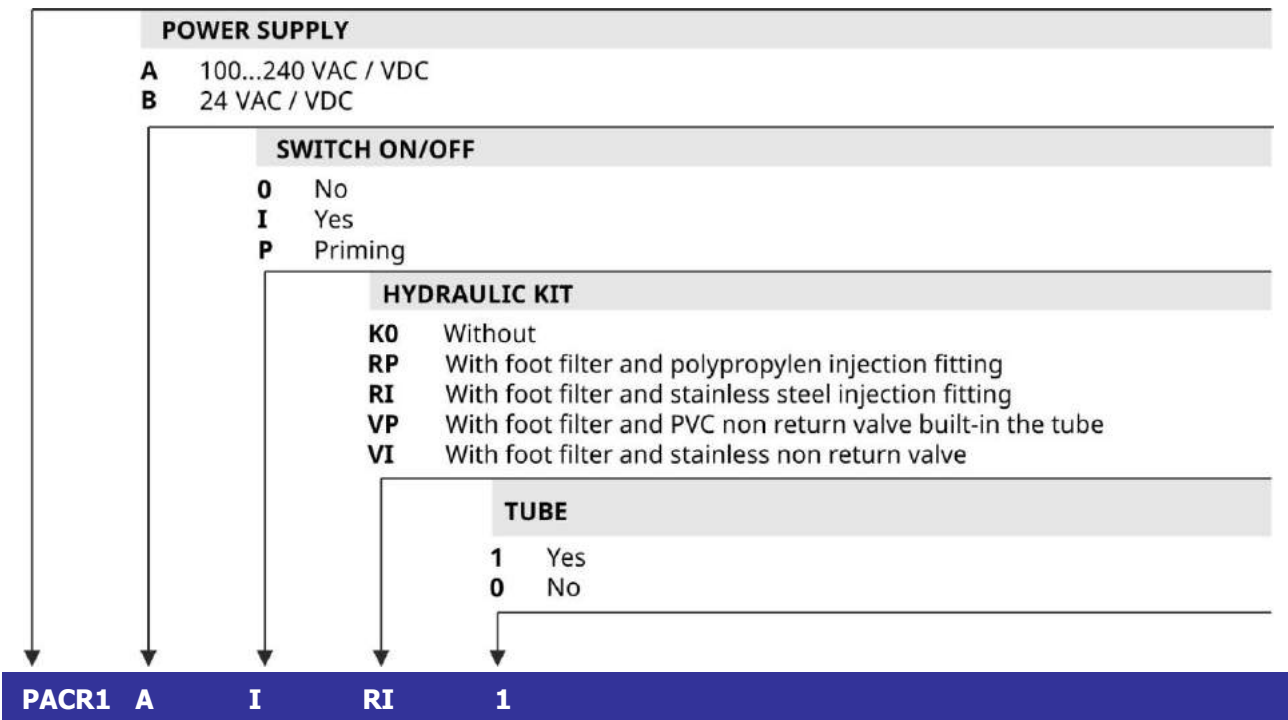 POWER SUPPLY
A 100...240 VAC / VDC
B 24 VAC / VDC
SWITCH ON/OFF
0 No
I Yes
P Priming
HYDRAULIC KIT
K0 Without
RP With foot filter and polypropylen injection fitting
RI With foot filter and stainless steel injection fitting
VP With foot filter and PVC non return valve built-in the tube
VI With foot filter and stainless non return valve
TUBE
1 Yes
0 No
PACR1 A I RI 1